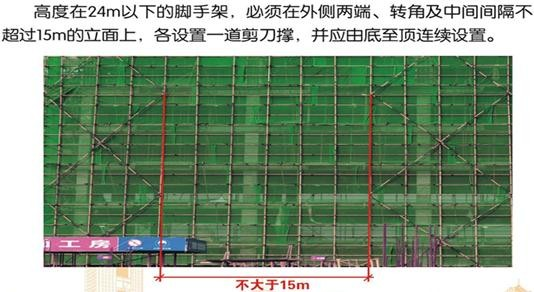 高度在24m以下的脚手架，必须在外侧两端、转角及中间间隔不
超过15m的立面上，各设置一道剪刀撑，并应由底至顶连续设置。
工房
不大于15m